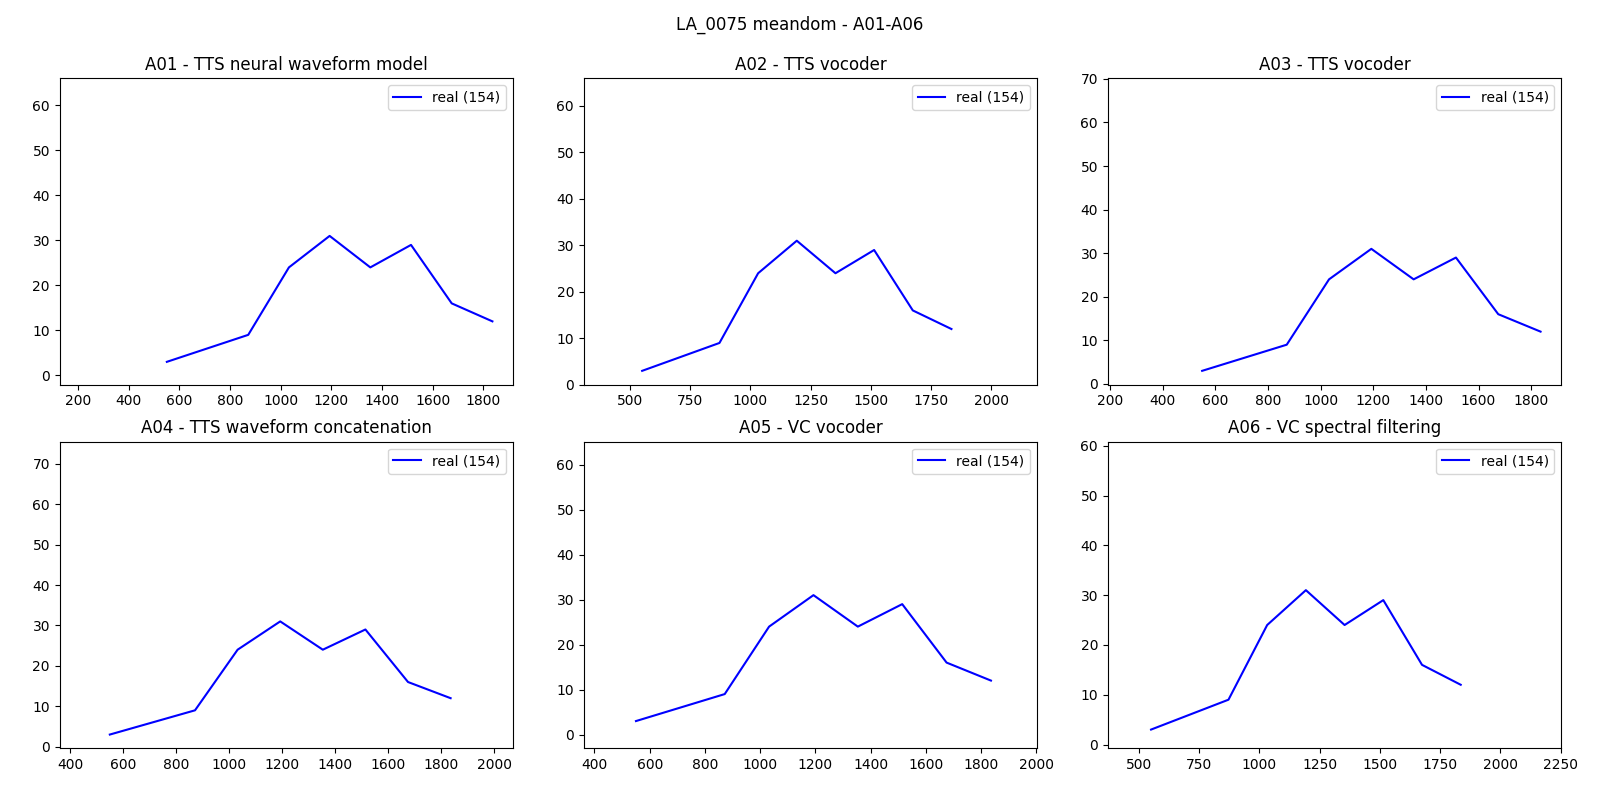 LA_0075 meandom - A01-A06
A01 - TTS neural waveform model
real (154)
60
50
40
30
20
10
0
200 400 600 800 1000 1200 1400 1600 1800
A02 - TTS vocoder
real (154)
60
50
40
30
20
10
0
500 750 1000 1250 1500 1750 2000
A03 - TTS vocoder
real (154)
70
60
50
40
30
20
10
0
200 400 600 800 1000 1200 1400 1600 1800
A04 - TTS waveform concatenation
real (154)
70
60
50
40
30
20
10
0
400 600 800 1000 1200 1400 1600 1800 2000
A05 - VC vocoder
real (154)
60
50
40
30
20
10
0
400 600 800 1000 1200 1400 1600 1800 2000
A06 - VC spectral filtering
real (154)
60
50
40
30
20
10
0
500 750 1000 1250 1500 1750 2000 2250